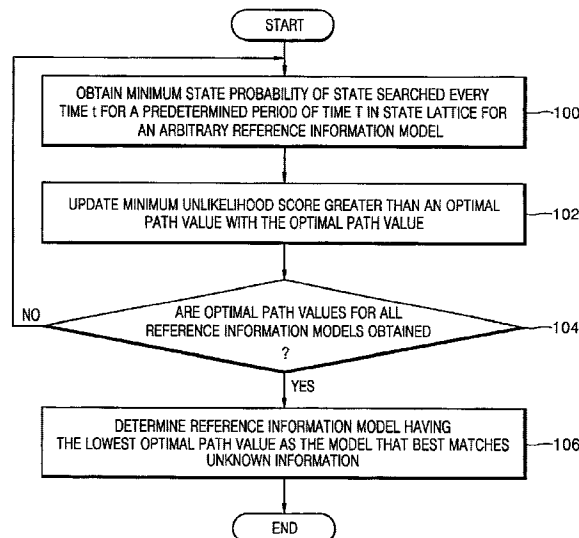 START
OBTAIN MINIMUM STATE PROBABILITY OF STATE SEARCHED EVERY
TIME t FOR A PREDETERMINED PERIOD OF TIME T IN STATE LATTICE FOR
AN ARBITRARY REFERENCE INFORMATION MODEL
100
UPDATE MINIMUM UNLIKELIHOOD SCORE GREATER THAN AN OPTIMAL
PATH VALUE WITH THE OPTIMAL PATH VALUE
102
ARE OPTIMAL PATH VALUES FOR ALL
REFERENCE INFORMATION MODELS OBTAINED
?
104
NO
YES
DETERMINE REFERENCE INFORMATION MODEL HAVING
THE LOWEST OPTIMAL PATH VALUE AS THE MODEL THAT BEST MATCHES
UNKNOWN INFORMATION
106
END